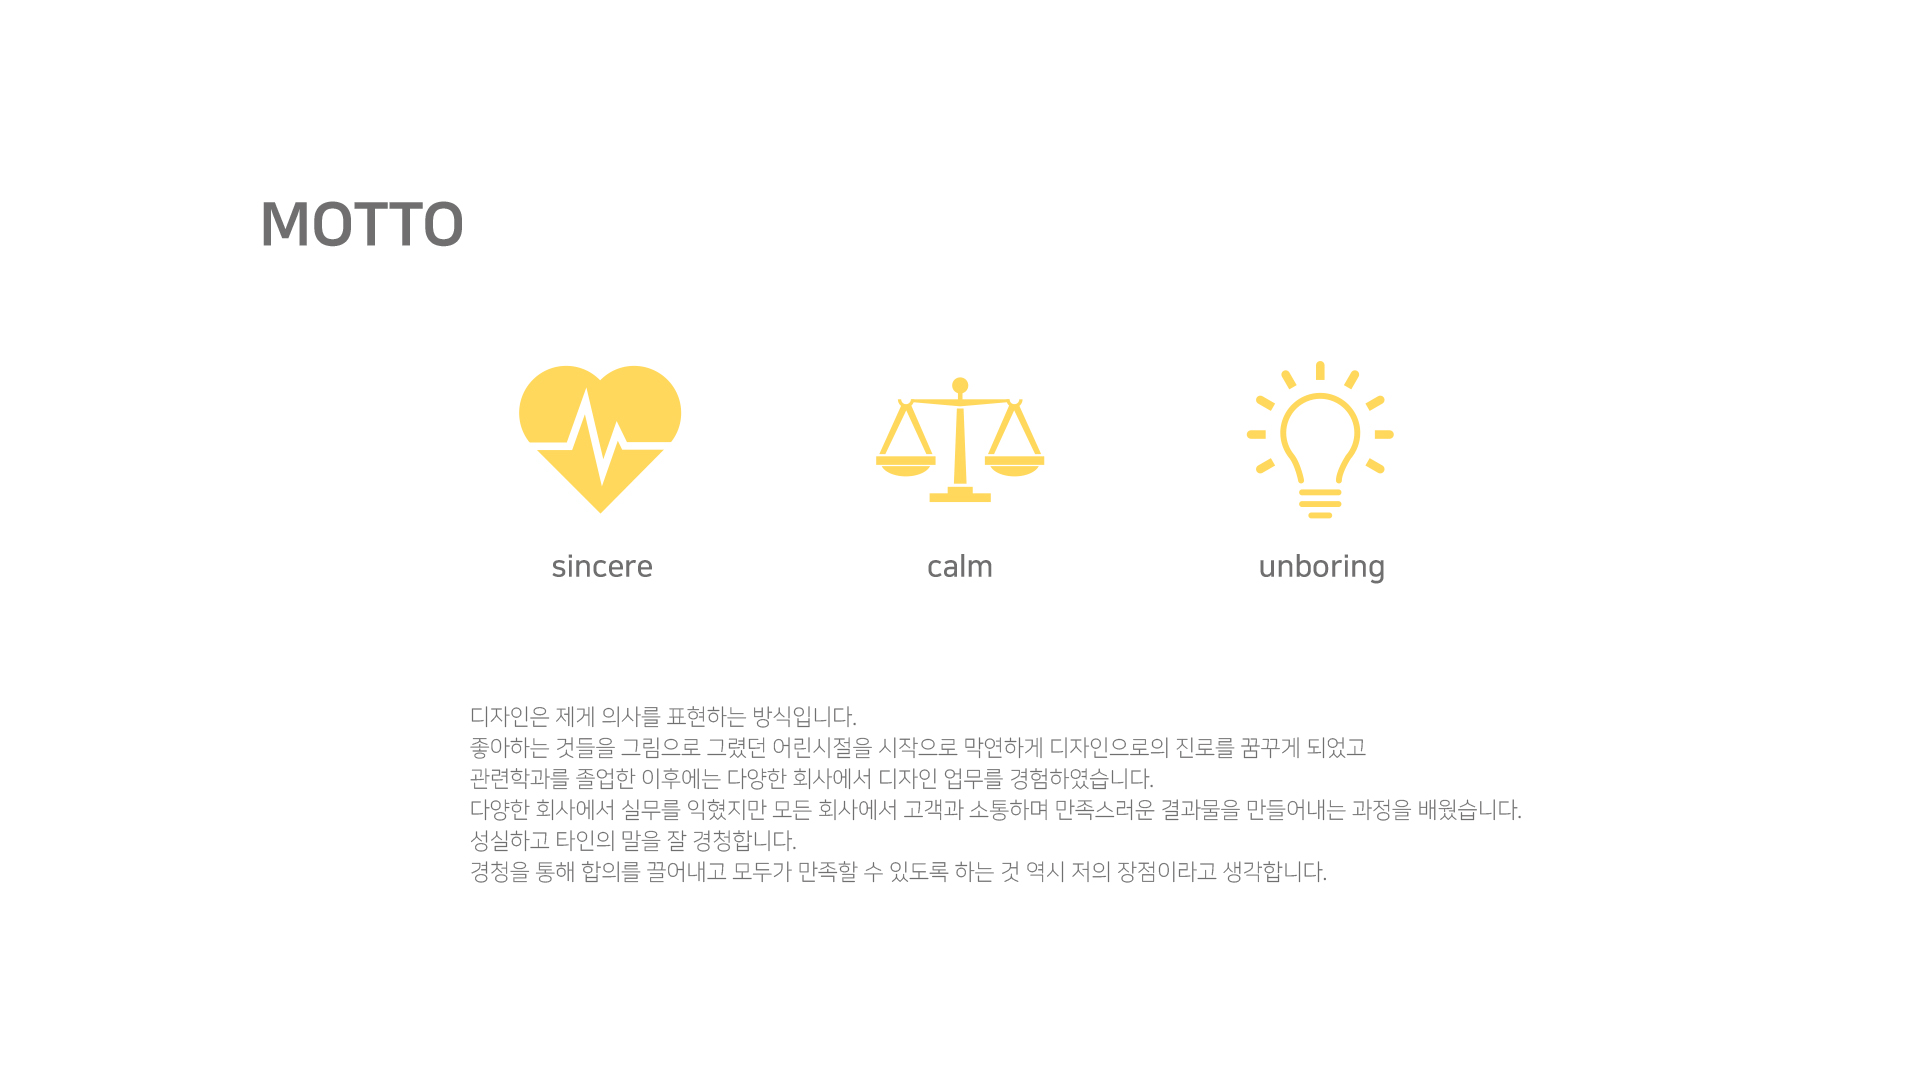 MOTTO
sincere
calm
unboring
디자인은 제게 의사를 표현하는 방식입니다.
좋아하는 것들을 그림으로 그렸던 어린시절을 시작으로 막연하게 디자인으로의 진로를 꿈꾸게 되었고
관련학과를 졸업한 이후에는 다양한 회사에서 디자인 업무를 경험하였습니다.
다양한 회사에서 실무를 익혔지만 모든 회사에서 고객과 소통하며 만족스러운 결과물을 만들어내는 과정을 배웠습니다.
성실하고 타인의 말을 잘 경청합니다.
경청을 통해 합의를 끌어내고 모두가 만족할 수 있도록 하는 것 역시 저의 장점이라고 생각합니다.